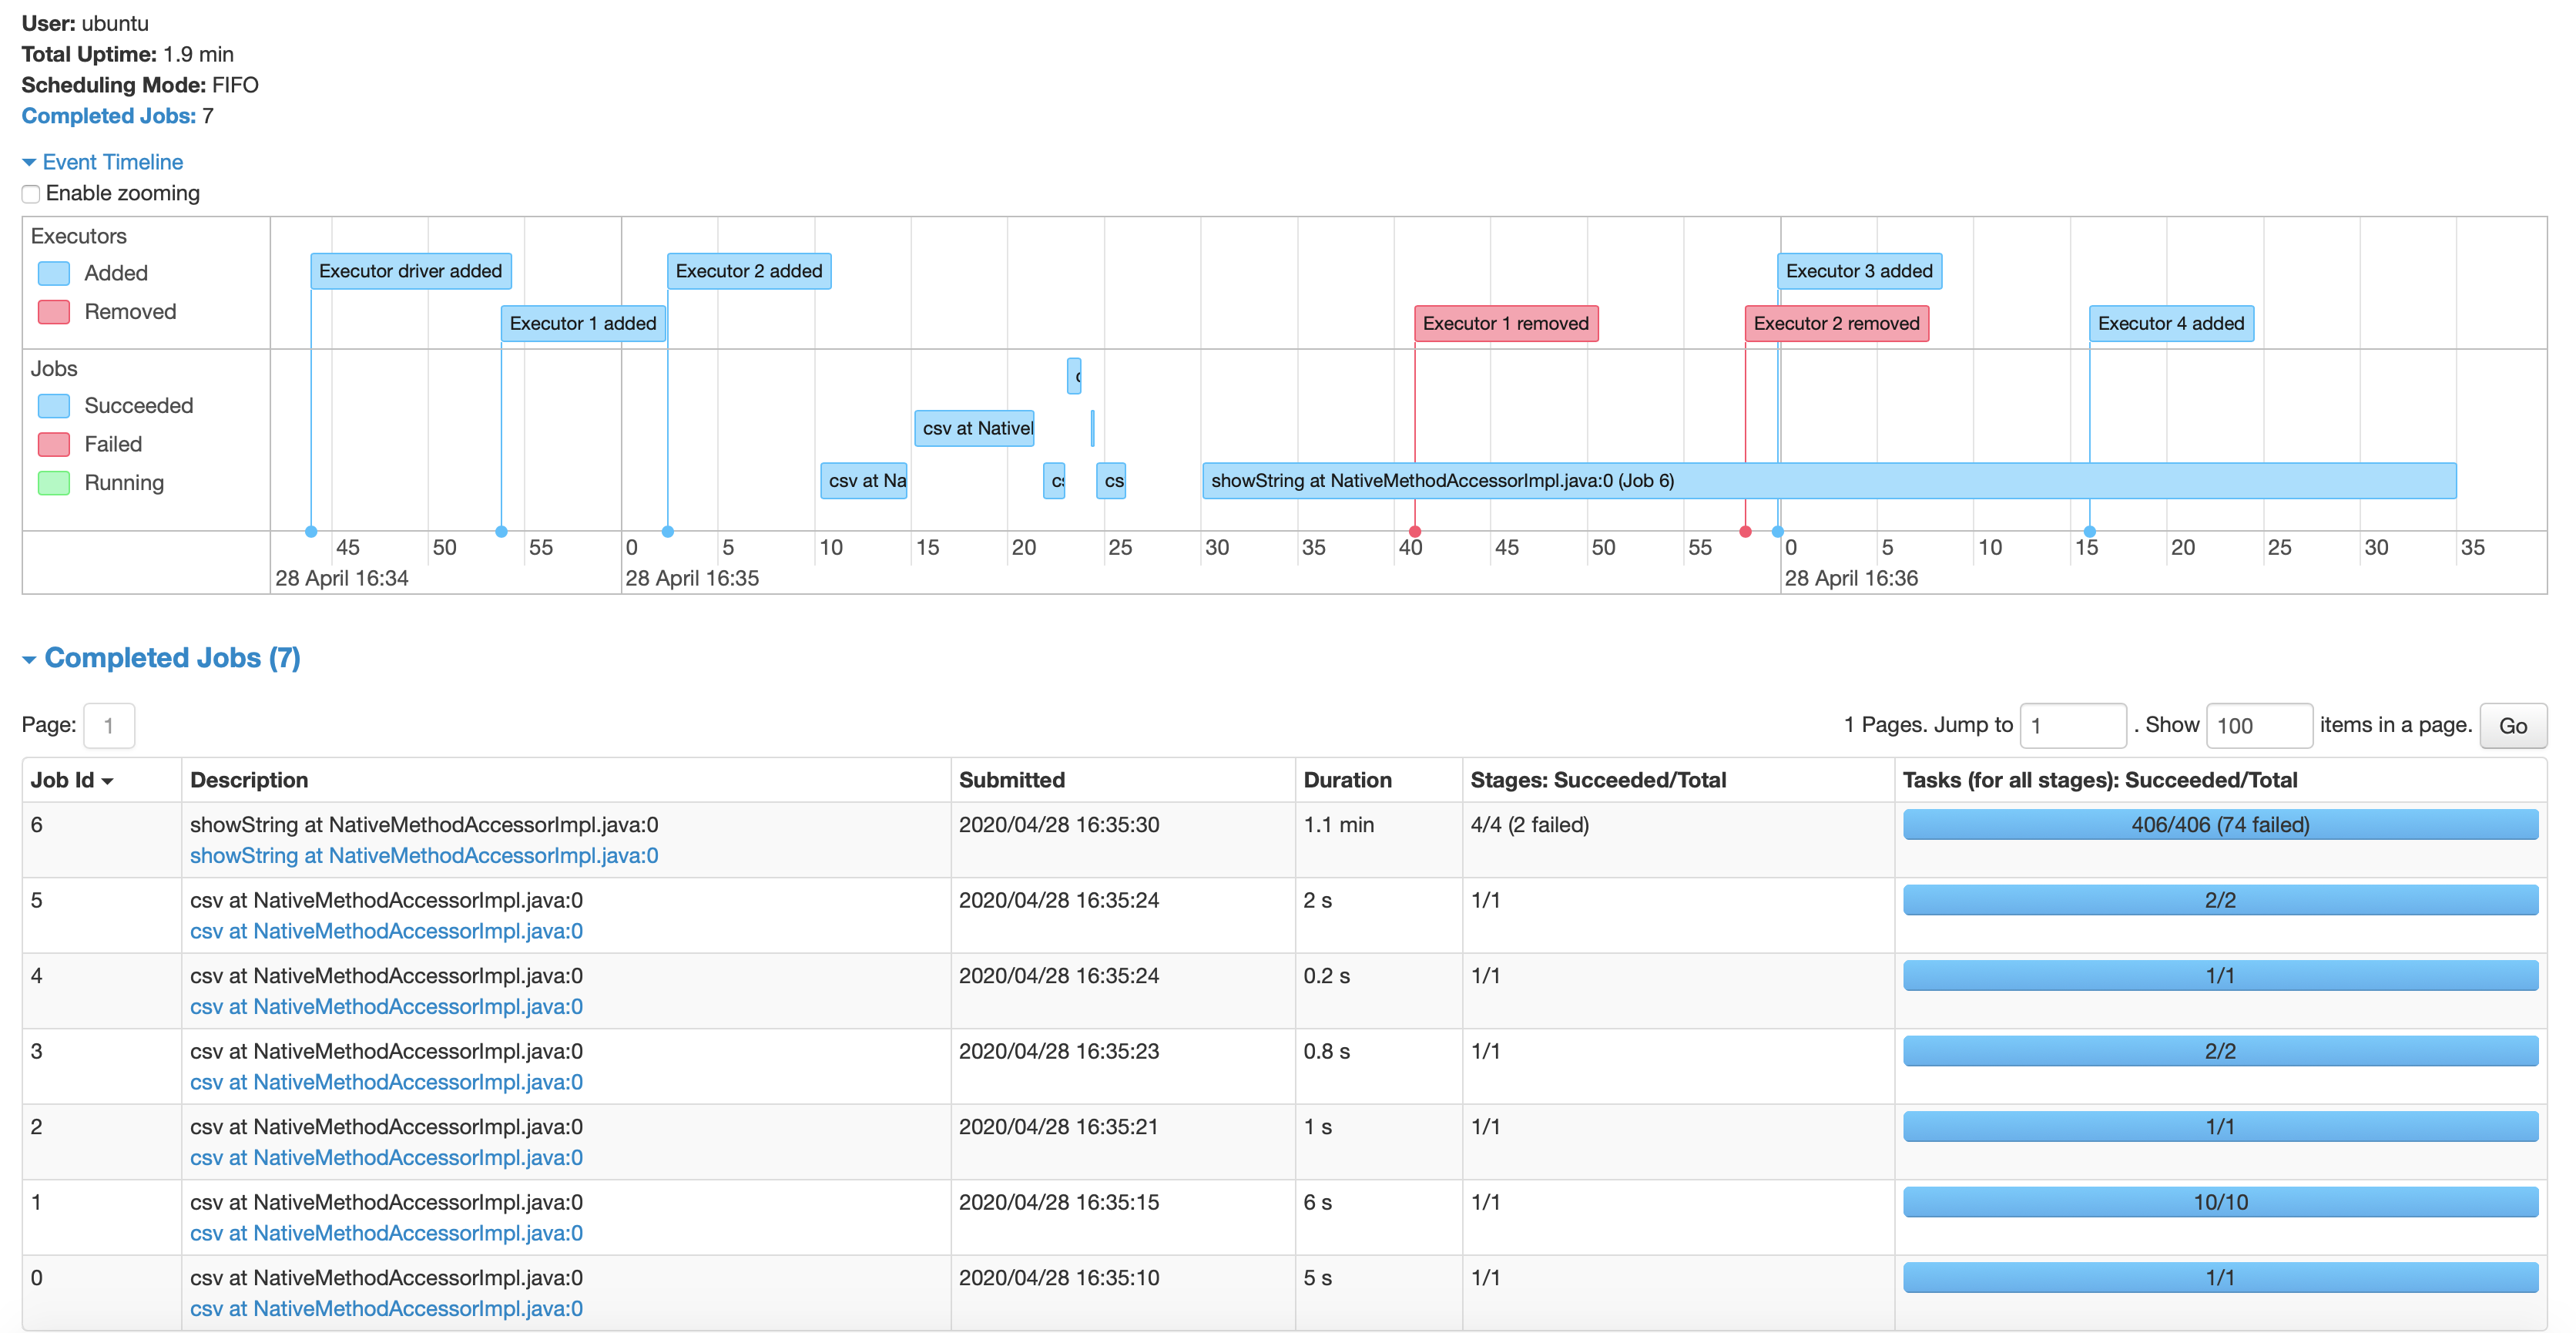 User: ubuntu
Total Uptime: 1.9 min
Scheduling Mode: FIFO
Completed Jobs: 7
Event Timeline
Enable zooming
Executors
Added
Removed
Executor driver added
Executor 2 added
Executor 3 added
Executor 1 added
Executor 1 removed
Executor 2 removed
Executor 4 added
Jobs
Succeeded
Failed
Running
csv at Nativel
csv at Na
cs
showString at NativeMethodAccessorImpl.java:0 (Job 6)
45 50 55 0 5 10 15 20 25 30 35 40 45 50 55 0 5 10 15 20 25 30 35
28 April 16:34 28 April 16:35 28 April 16:36
Completed Jobs (7)
Page: 1
1 Pages. Jump to 1 . Show 100 items in a page. Go
Job Id Description Submitted Duration Stages: Succeeded/Total Tasks (for all stages): Succeeded/Total
6 showString at NativeMethodAccessorImpl.java:0 2020/04/28 16:35:30 1.1 min 4/4 (2 failed) 406/406 (74 failed)
showString at NativeMethodAccessorImpl.java:0
5 csv at NativeMethodAccessorImpl.java:0 2020/04/28 16:35:24 2 s 1/1 2/2
csv at NativeMethodAccessorImpl.java:0
4 csv at NativeMethodAccessorImpl.java:0 2020/04/28 16:35:24 0.2 s 1/1 1/1
csv at NativeMethodAccessorImpl.java:0
3 csv at NativeMethodAccessorImpl.java:0 2020/04/28 16:35:23 0.8 s 1/1 2/2
csv at NativeMethodAccessorImpl.java:0
2 csv at NativeMethodAccessorImpl.java:0 2020/04/28 16:35:21 1 s 1/1 1/1
csv at NativeMethodAccessorImpl.java:0
1 csv at NativeMethodAccessorImpl.java:0 2020/04/28 16:35:15 6 s 1/1 10/10
csv at NativeMethodAccessorImpl.java:0
0 csv at NativeMethodAccessorImpl.java:0 2020/04/28 16:35:10 5 s 1/1 1/1
csv at NativeMethodAccessorImpl.java:0